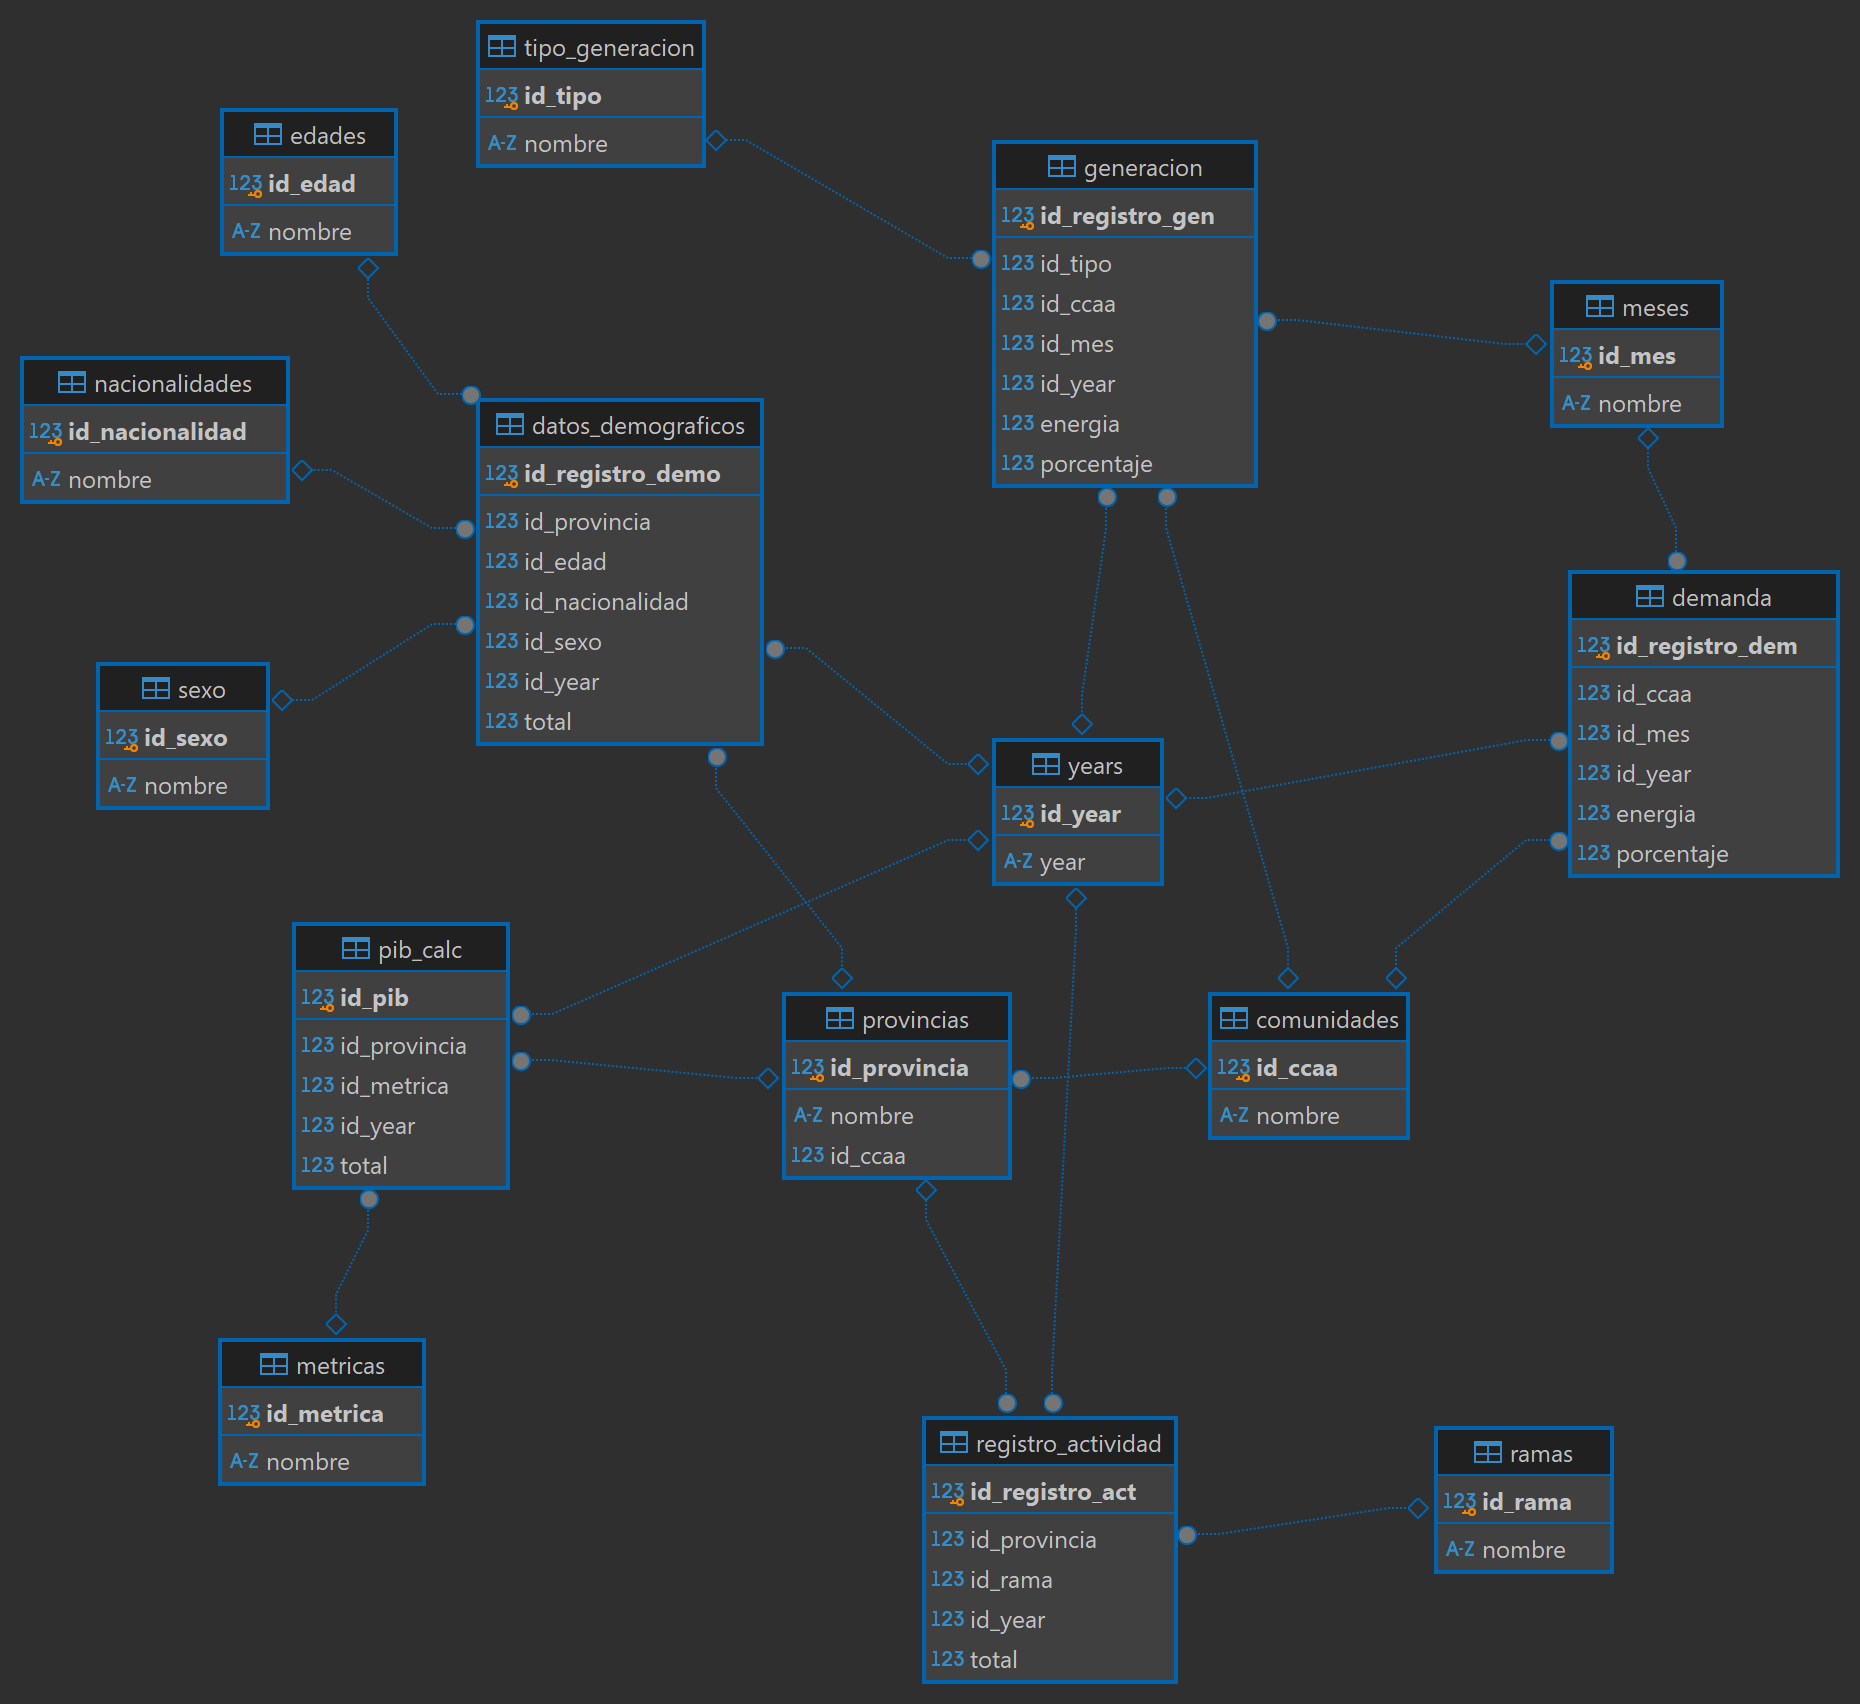 tipo_generacion
123 id_tipo
A-Z nombre
edades
123 id_edad
A-Z nombre
generacion
123 id_registro_gen
123 id_tipo
123 id_ccaa
123 id_mes
123 id_year
123 energia
123 porcentaje
meses
123 id_mes
A-Z nombre
nacionalidades
123 id_nacionalidad
A-Z nombre
datos_demograficos
123 id_registro_demo
123 id_provincia
123 id_edad
123 id_nacionalidad
123 id_sexo
123 id_year
123 total
demanda
123 id_registro_dem
123 id_ccaa
123 id_mes
123 id_year
123 energia
123 porcentaje
sexo
123 id_sexo
A-Z nombre
years
123 id_year
A-Z year
pib_calc
123 id_pib
123 id_provincia
123 id_metrica
123 id_year
123 total
provincias
123 id_provincia
A-Z nombre
123 id_ccaa
comunidades
123 id_ccaa
A-Z nombre
metricas
123 id_metrica
A-Z nombre
registro_actividad
123 id_registro_act
123 id_provincia
123 id_rama
123 id_year
123 total
ramas
123 id_rama
A-Z nombre